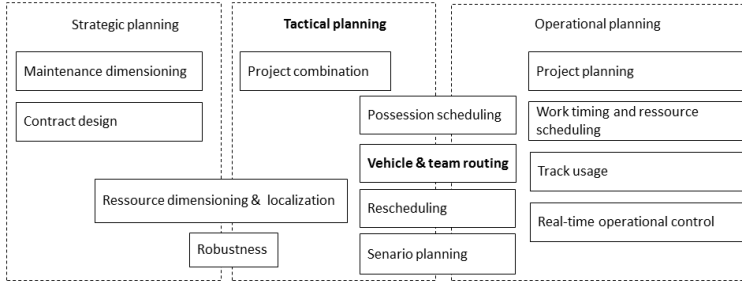 Strategic planning
Tactical planning
Operational planning
Maintenance dimensioning
Project combination
Project planning
Contract design
Possession scheduling
Work timing and ressource
scheduling
Vehicle & team routing
Track usage
Ressource dimensioning & localization
Rescheduling
Real-time operational control
Robustness
Senario planning